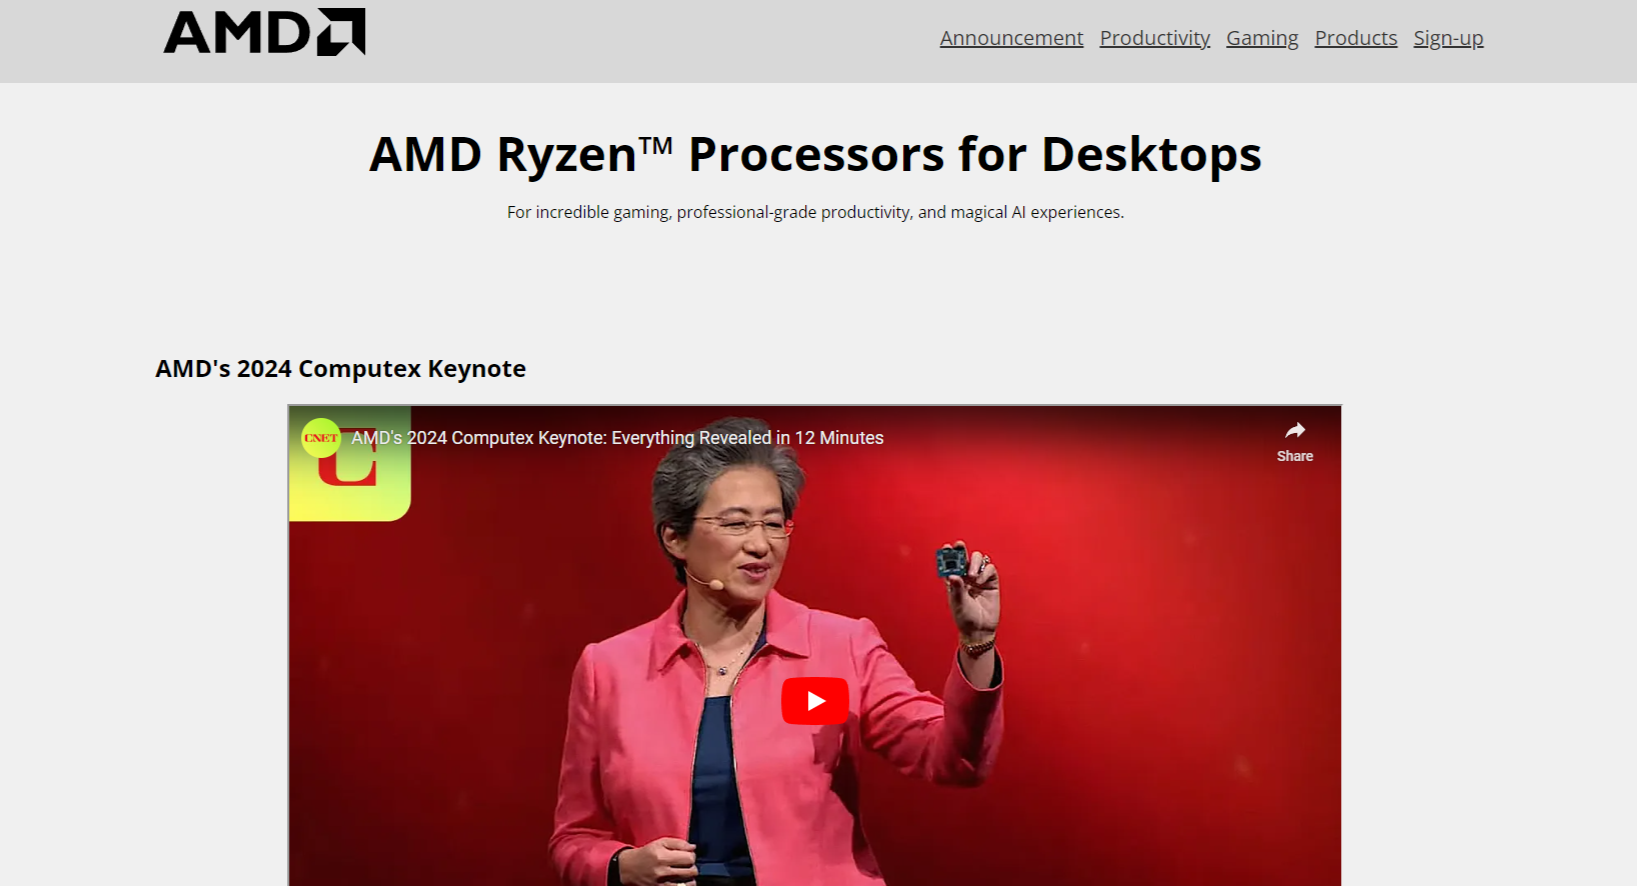 AMD
Announcement Productivity Gaming Products Sign-up
AMD Ryzen™ Processors for Desktops
For incredible gaming, professional-grade productivity, and magical AI experiences.
AMD's 2024 Computex Keynote
CNET AMD's 2024 Computex Keynote: Everything Revealed in 12 Minutes
C
Share